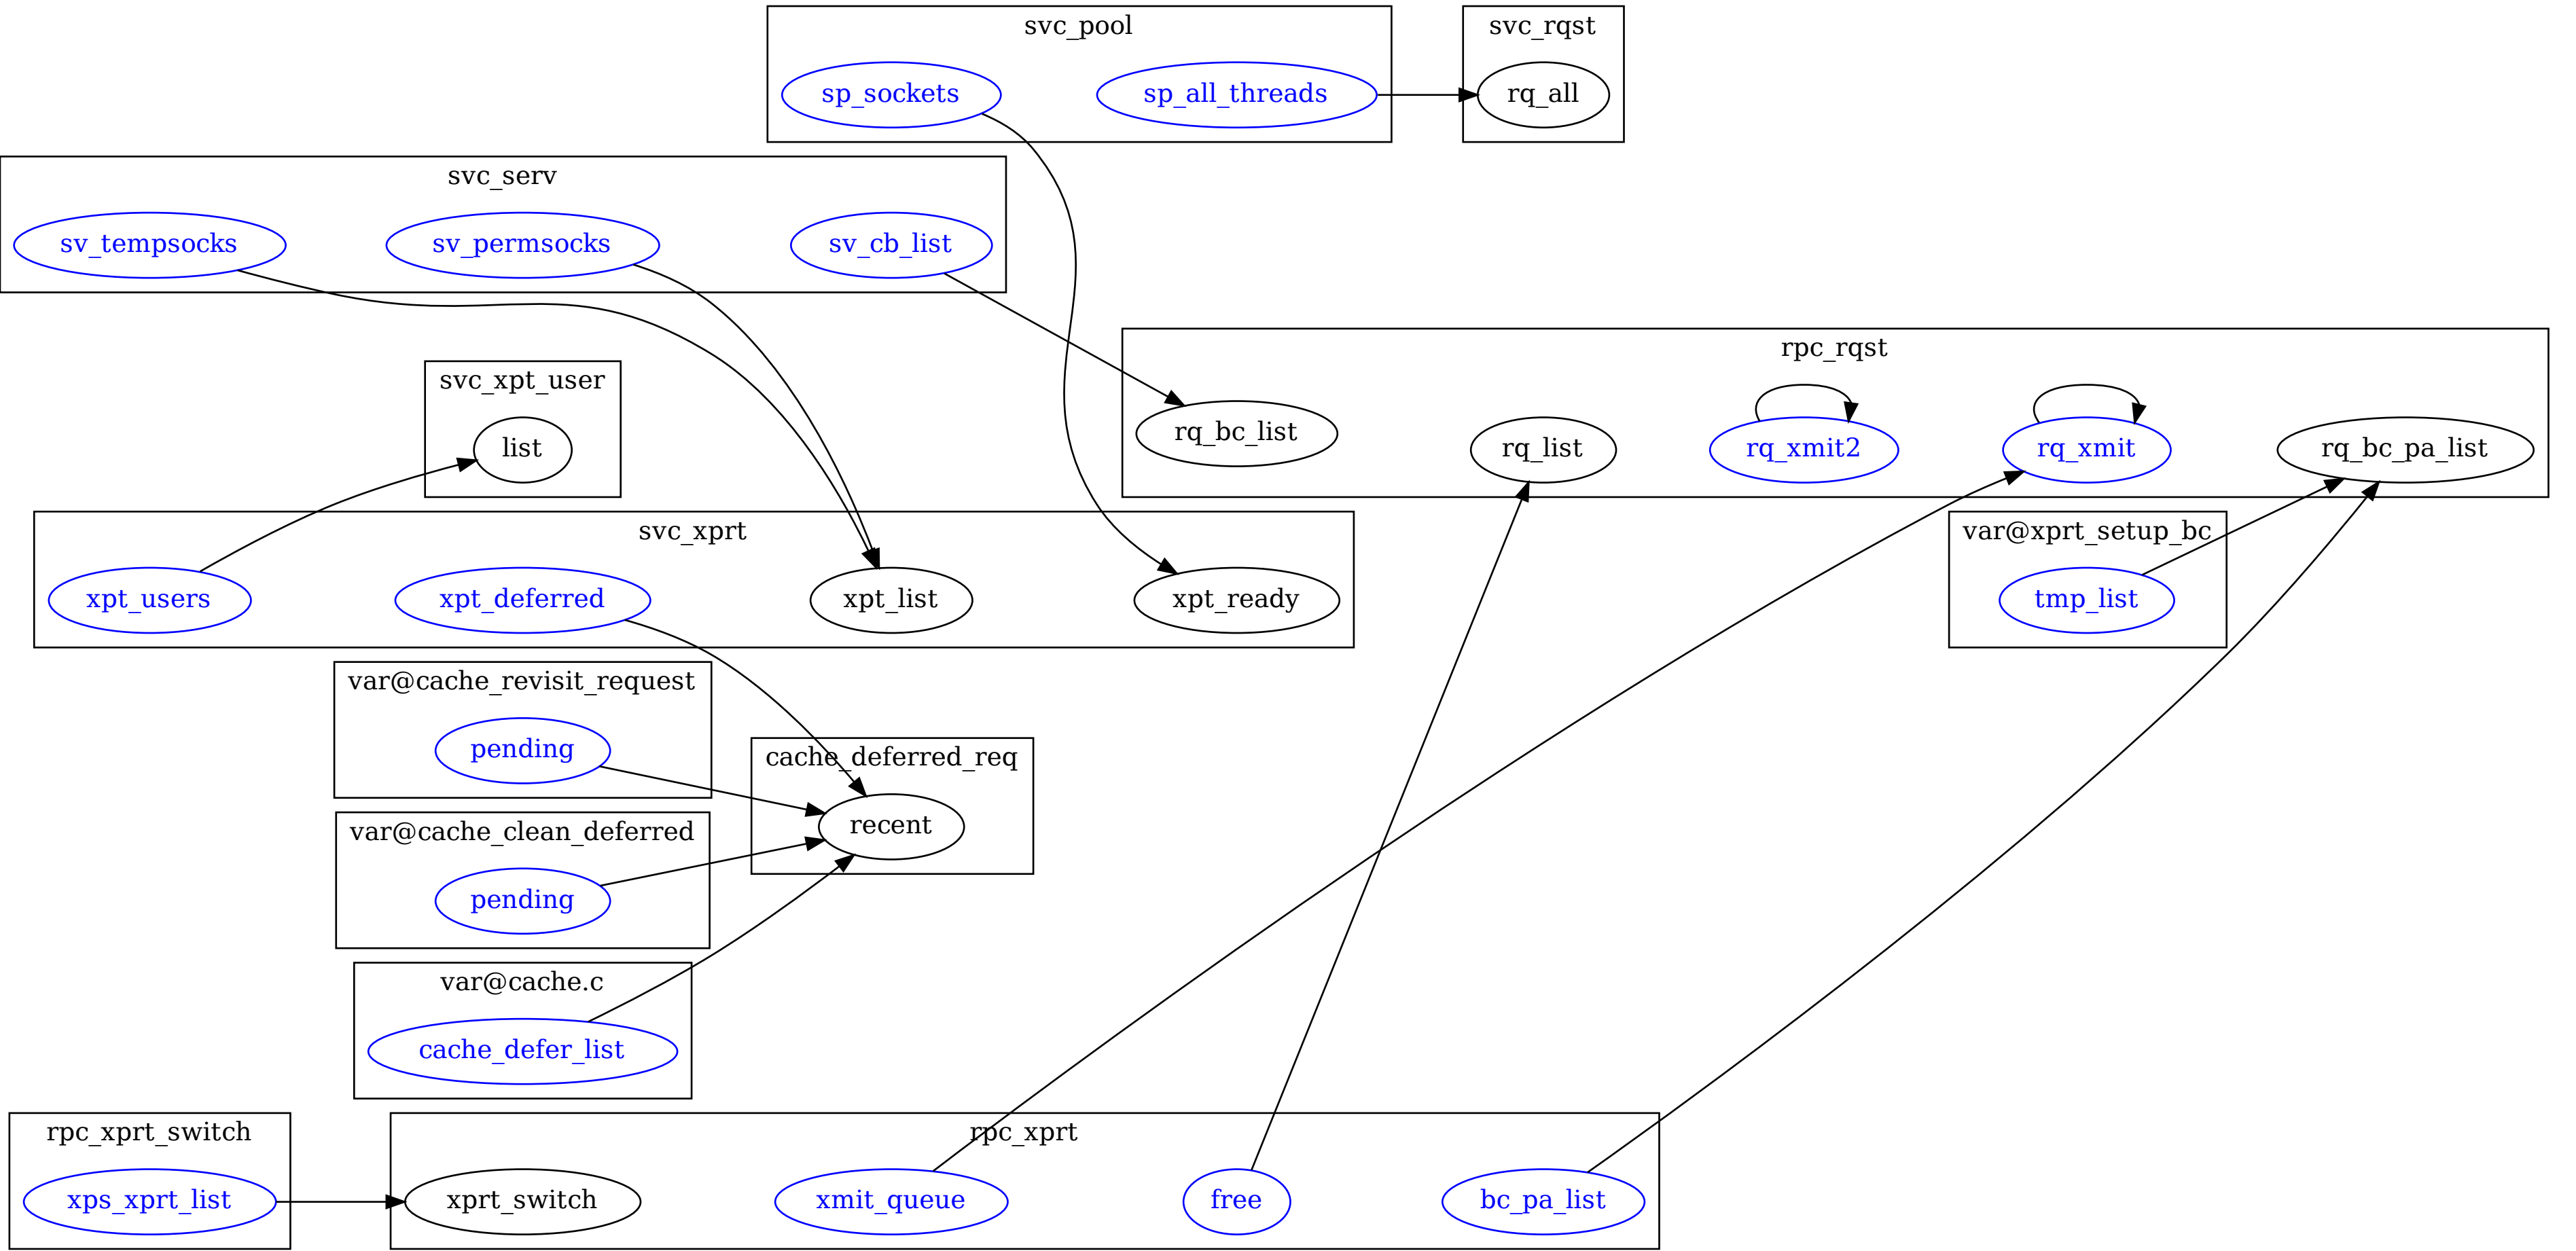 svc_pool
svc_rqst
sp_sockets
sp_all_threads
rq_all
svc_serv
sv_tempsocks
sv_permsocks
sv_cb_list
rpc_rqst
svc_xpt_user
list
rq_bc_list
rq_list
rq_xmit2
rq_xmit
rq_bc_pa_list
svc_xprt
var@xprt_setup_bc
xpt_users
xpt_deferred
xpt_list
xpt_ready
tmp_list
var@cache_revisit_request
pending
cache_deferred_req
recent
var@cache_clean_deferred
pending
var@cache.c
cache_defer_list
rpc_xprt_switch
rpc_xprt
xps_xprt_list
xprt_switch
xmit_queue
free
bc_pa_list